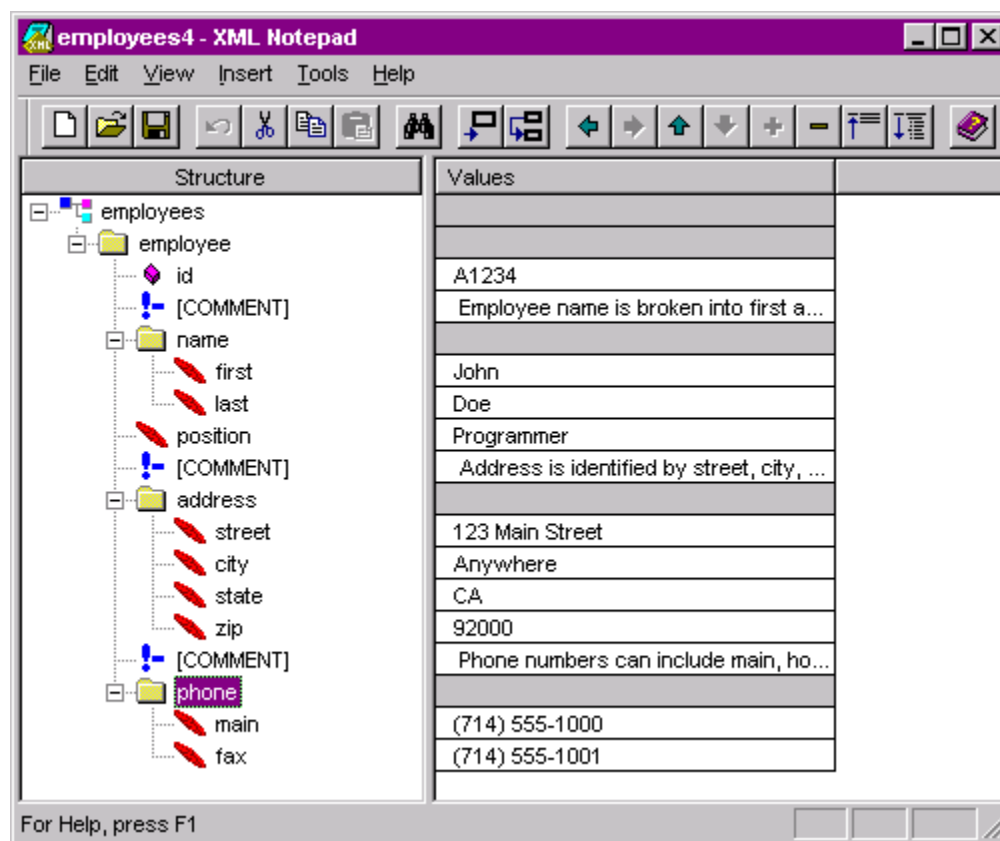 employees4 - XML Notepad
File Edit View Insert Tools Help
Structure Values
employees
employee
id A1234
[COMMENT] Employee name is broken into first a...
name
first John
last Doe
position Programmer
[COMMENT] Address is identified by street, city, ...
address
street 123 Main Street
city Anywhere
state CA
zip 92000
[COMMENT] Phone numbers can include main, ho...
phone
main (714) 555-1000
fax (714) 555-1001
For Help, press F1